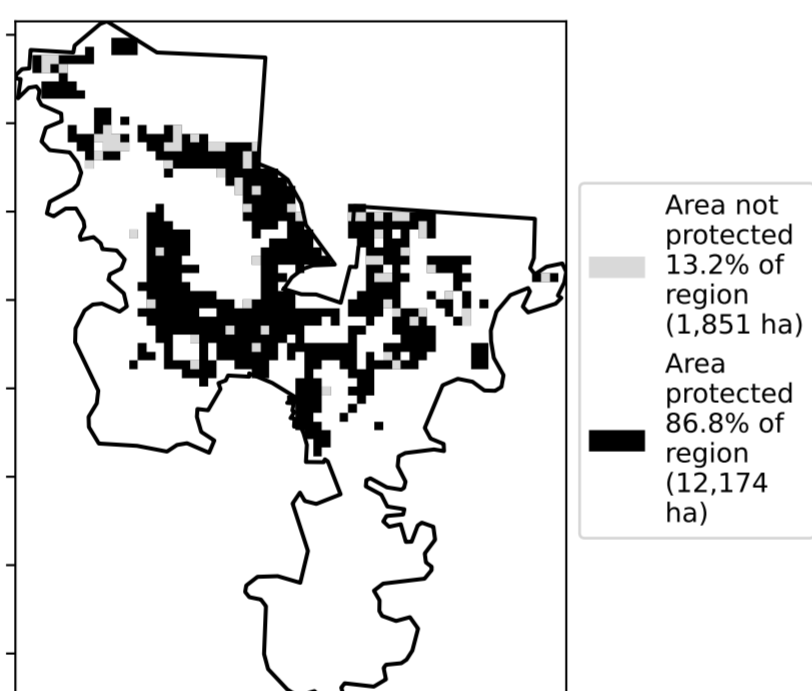 Area not
protected
13.2% of
region
(1,851 ha)
Area
protected
86.8% of
region
(12,174
ha)